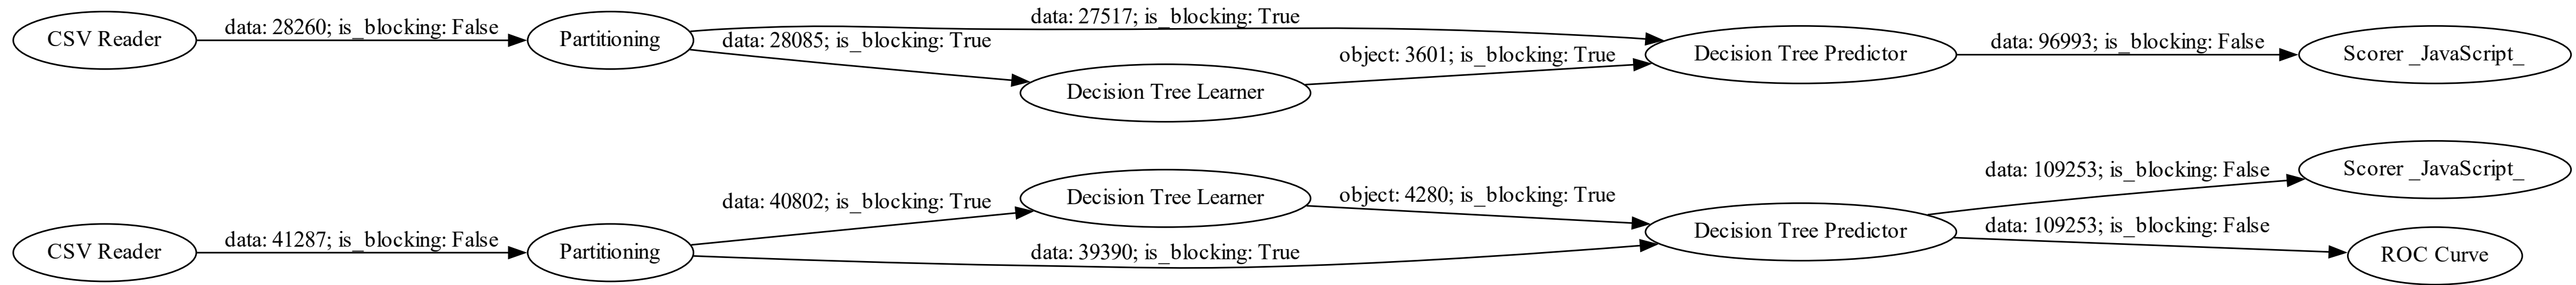 CSV Reader
data: 28260; is_blocking: False
Partitioning
data: 27517; is_blocking: True
data: 28085; is_blocking: True
Decision Tree Learner
object: 3601; is_blocking: True
Decision Tree Predictor
data: 96993; is_blocking: False
Scorer _JavaScript_
CSV Reader
data: 41287; is_blocking: False
Partitioning
data: 40802; is_blocking: True
Decision Tree Learner
object: 4280; is_blocking: True
data: 39390; is_blocking: True
Decision Tree Predictor
data: 109253; is_blocking: False
Scorer _JavaScript_
data: 109253; is_blocking: False
ROC Curve